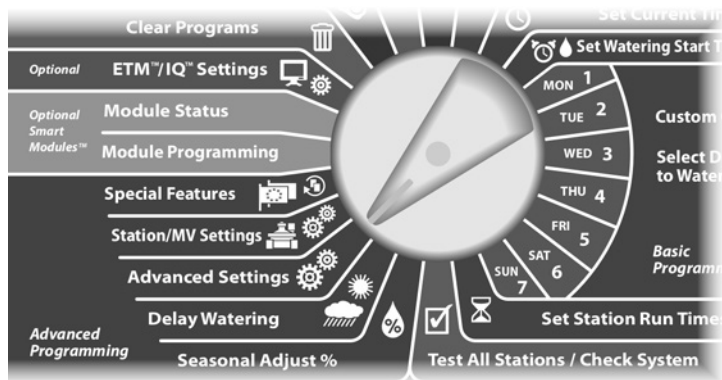 Clear Programs
Optional
ETM™/IQ™ Settings
Optional
Smart
Modules™
Module Status
Module Programming
Special Features
Station/MV Settings
Advanced Settings
Delay Watering
Advanced
Programming
Seasonal Adjust %
%
Set Current
Set Watering Start
MON 1
TUE 2
WED 3
THU 4
FRI 5
SAT 6
SUN 7
Custom
Select
to Water
Basic
Set Station Run Time
Test All Stations / Check System